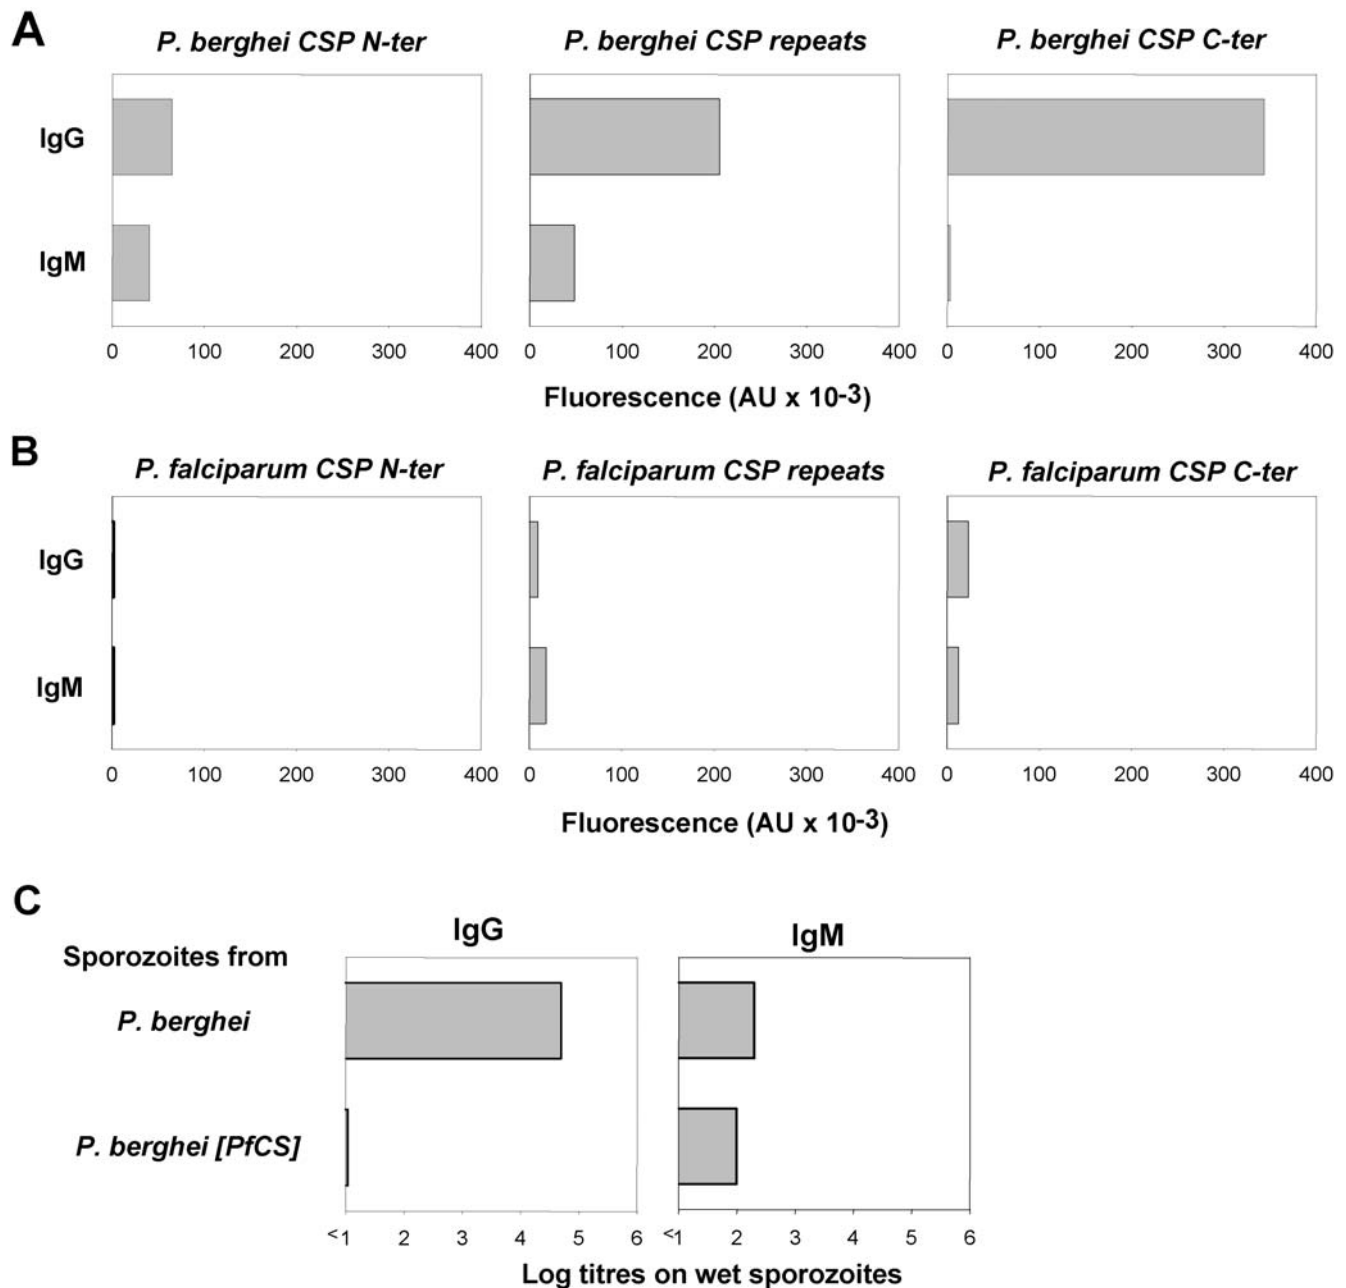 A
P. berghei CSP N-ter P. berghei CSP repeats P. berghei CSP C-ter
IgG
IgM
0 100 200 300 400 0 100 200 300 400 0 100 200 300 400
Fluorescence (AU x 10-3)
B
P. falciparum CSP N-ter P. falciparum CSP repeats P. falciparum CSP C-ter
IgG
IgM
0 100 200 300 400 0 100 200 300 400 0 100 200 300 400
Fluorescence (AU x 10-3)
C
IgG IgM
Sporozoites from
P. berghei
P. berghei [PfCS]
<1 2 3 4 5 6 <1 2 3 4 5 6
Log titres on wet sporozoites